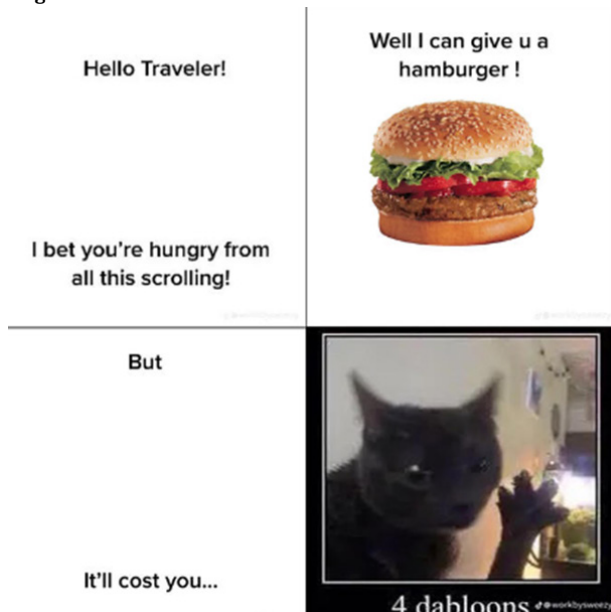 Hello Traveler!
I bet you're hungry from
all this scrolling!
Well I can give u a
hamburger !
But
It'll cost you...
4 dabloons